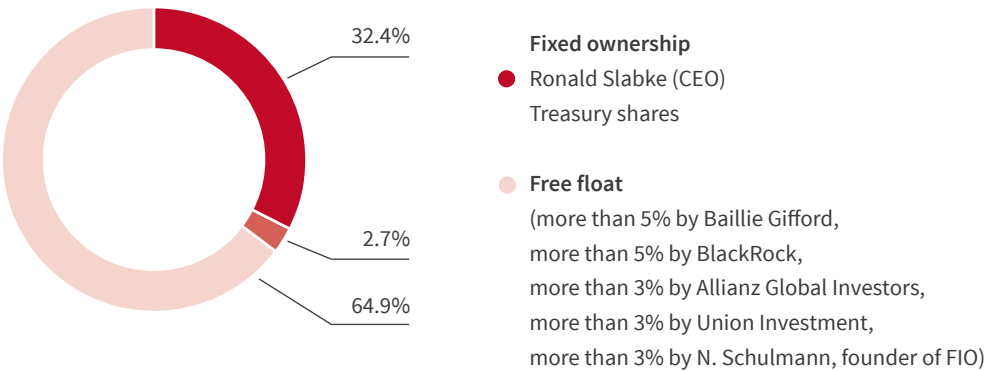 32.4%
2.7%
64.9%
Fixed ownership
Ronald Slabke (CEO)
Treasury shares
Free float
(more than 5% by Baillie Gifford,
more than 5% by BlackRock,
more than 3% by Allianz Global Investors,
more than 3% by Union Investment,
more than 3% by N. Schulmann, founder of FIO)